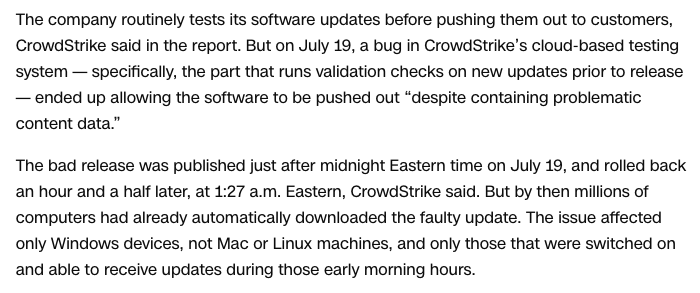 The company routinely tests its software updates before pushing them out to customers,
CrowdStrike said in the report. But on July 19, a bug in CrowdStrike’s cloud-based testing
system — specifically, the part that runs validation checks on new updates prior to release
— ended up allowing the software to be pushed out “despite containing problematic
content data.”
The bad release was published just after midnight Eastern time on July 19, and rolled back
an hour and a half later, at 1:27 a.m. Eastern, CrowdStrike said. But by then millions of
computers had already automatically downloaded the faulty update. The issue affected
only Windows devices, not Mac or Linux machines, and only those that were switched on
and able to receive updates during those early morning hours.